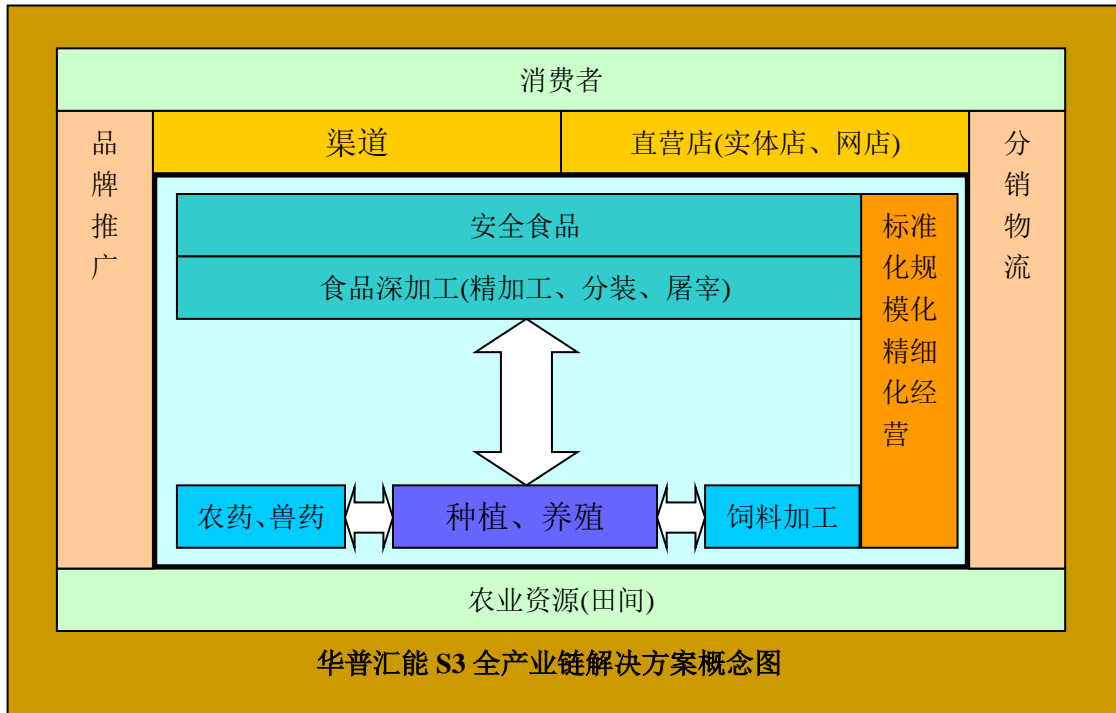 消费者
品
牌
推
广
渠道
直营店(实体店、网店)
分
销
物
流
安全食品
食品深加工(精加工、分装、屠宰)
标准
化规
模化
精细
化经
营
农药、兽药
种植、养殖
饲料加工
农业资源(田间)
华普汇能 S3 全产业链解决方案概念图